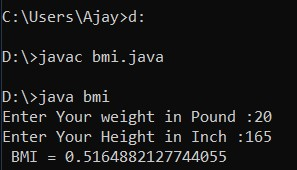 C:\Users\Ajay>d:
D:\>javac bmi.java
D:\>java bmi
Enter Your weight in Pound :20
Enter Your Height in Inch :165
BMI = 0.5164882127744055